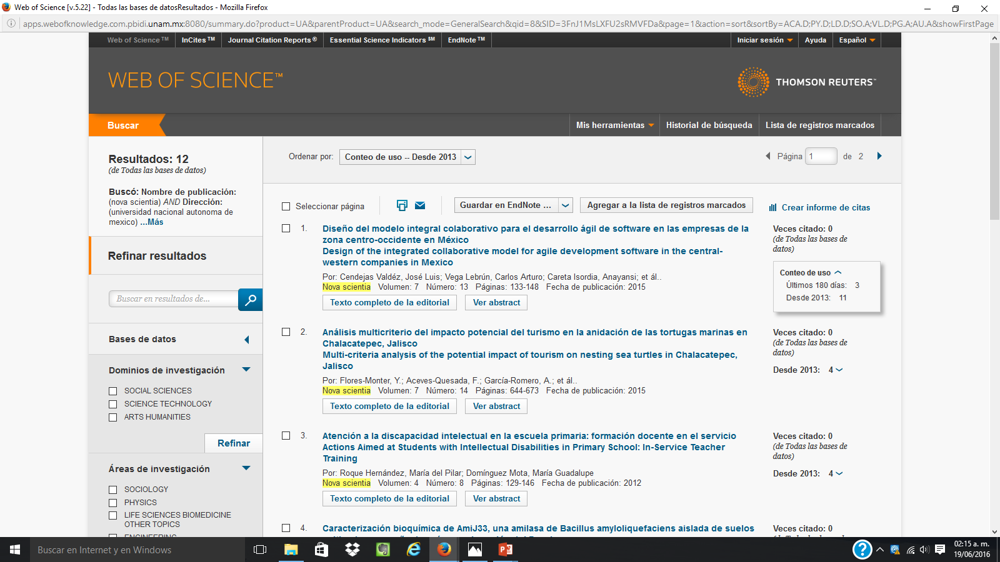 Web of Science [v.5.22] - Todas las bases de datosResultados - Mozilla Firefox
apps.webofknowledge.com.pbidi.unam.mx:8080/summary.do?product=UA&parentProduct=UA&search_mode=GeneralSearch&qid=8&SID=3FnJ1MsLXFU2sRMVFDa&page=1&action=sort&sortBy=ACA.D;PY.D;LD.D;SO.A;VL.D;PG.A;AU.A&showFirstPage
Web of Science™ InCites™ Journal Citation Reports® Essential Science Indicators℠ EndNote™ Iniciar sesión Ayuda Español
WEB OF SCIENCE™
THOMSON REUTERS™
Buscar Mis herramientas Historial de búsqueda Lista de registros marcados
Resultados: 12
(de Todas las bases de datos)
Buscó: Nombre de publicación:
(nova scientia) AND Dirección:
(universidad nacional autonoma de
mexico) ...Más
Refinar resultados
Buscar en resultados de...
Bases de datos
Dominios de investigación
SOCIAL SCIENCES
SCIENCE TECHNOLOGY
ARTS HUMANITIES
Refinar
Áreas de investigación
SOCIOLOGY
PHYSICS
LIFE SCIENCES BIOMEDICINE
OTHER TOPICS
ENGINEERING
Ordenar por: Conteo de uso -- Desde 2013
Página 1 de 2
Seleccionar página Guardar en EndNote ... Agregar a la lista de registros marcados
Crear informe de citas
1. Diseño del modelo integral colaborativo para el desarrollo ágil de software en las empresas de la
zona centro-occidente en México
Design of the integrated collaborative model for agile development software in the central-
western companies in Mexico
Por: Cendejas Valdéz, José Luis; Vega Lebrún, Carlos Arturo; Careta Isordia, Anayansi; et ál..
Nova scientia Volumen: 7 Número: 13 Páginas: 133-148 Fecha de publicación: 2015
Texto completo de la editorial Ver abstract
Veces citado: 0
(de Todas las bases de
datos)
Conteo de uso
Últimos 180 días: 3
Desde 2013: 11
2. Análisis multicriterio del impacto potencial del turismo en la anidación de las tortugas marinas en
Chalacatepec, Jalisco
Multi-criteria analysis of the potential impact of tourism on nesting sea turtles in Chalacatepec,
Jalisco
Por: Flores-Monter, Y.; Aceves-Quesada, F.; García-Romero, A.; et ál..
Nova scientia Volumen: 7 Número: 14 Páginas: 644-673 Fecha de publicación: 2015
Texto completo de la editorial Ver abstract
Veces citado: 0
(de Todas las bases de
datos)
Desde 2013: 4
3. Atención a la discapacidad intelectual en la escuela primaria: formación docente en el servicio
Actions Aimed at Students with Intellectual Disabilities in Primary School: In-Service Teacher
Training
Por: Roque Hernández, María del Pilar; Domínguez Mota, María Guadalupe
Nova scientia Volumen: 4 Número: 8 Páginas: 129-146 Fecha de publicación: 2012
Texto completo de la editorial Ver abstract
Veces citado: 0
(de Todas las bases de
datos)
Desde 2013: 4
4. Caracterización bioquímica de AmiJ33, una amilasa de Bacillus amyloliquefaciens aislada de suelos
Veces citado: 0
Buscar en Internet y en Windows
02:15 a. m.
19/06/2016